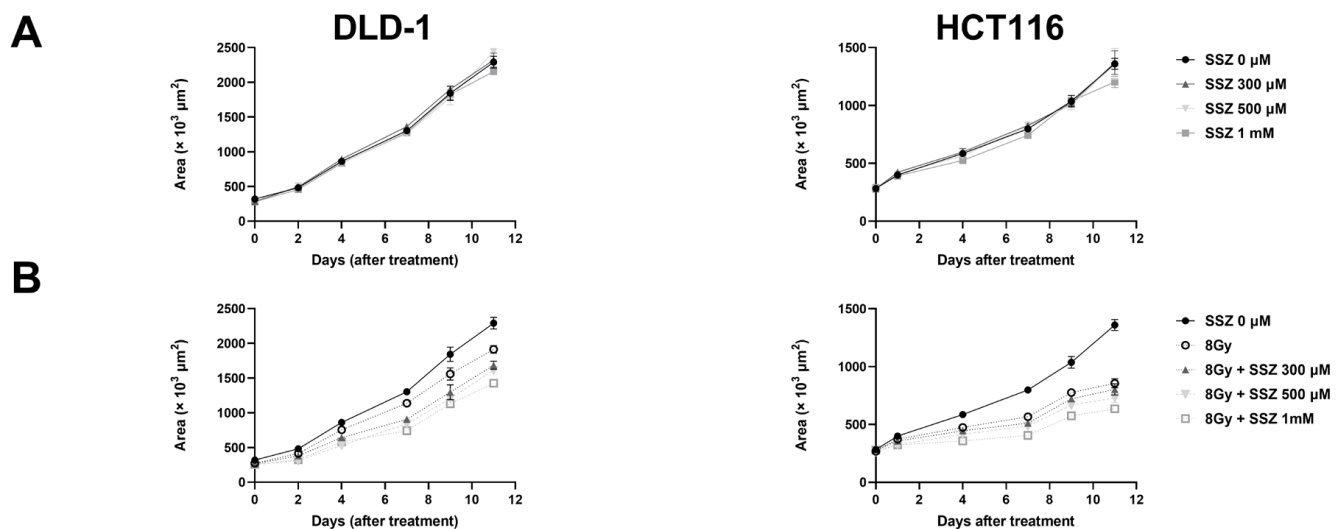 A
DLD-1
HCT116
2500
2000
1500
1000
500
0
Area (× 10³ µm²)
0 2 4 6 8 10 12
Days (after treatment)
1500
1000
500
0
Area (× 10³ µm²)
0 2 4 6 8 10 12
Days after treatment
SSZ 0 µM
SSZ 300 µM
SSZ 500 µM
SSZ 1 mM
B
2500
2000
1500
1000
500
0
Area (× 10³ µm²)
0 2 4 6 8 10 12
Days (after treatment)
1500
1000
500
0
Area (× 10³ µm²)
0 2 4 6 8 10 12
Days after treatment
SSZ 0 µM
8Gy
8Gy + SSZ 300 µM
8Gy + SSZ 500 µM
8Gy + SSZ 1mM